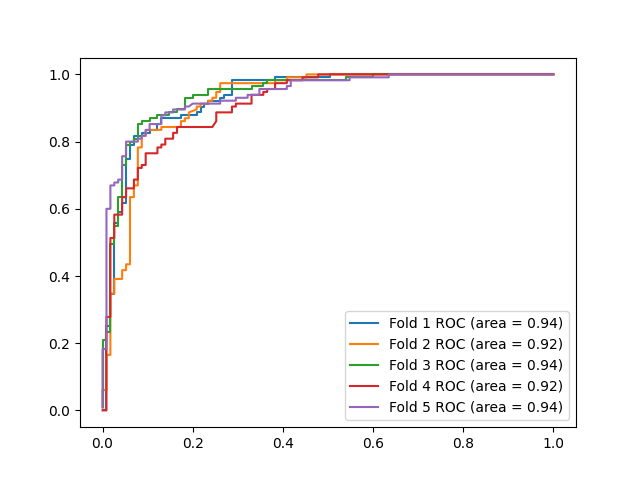 1.0
0.8
0.6
0.4
0.2
0.0
Fold 1 ROC (area = 0.94)
Fold 2 ROC (area = 0.92)
Fold 3 ROC (area = 0.94)
Fold 4 ROC (area = 0.92)
Fold 5 ROC (area = 0.94)
0.0 0.2 0.4 0.6 0.8 1.0